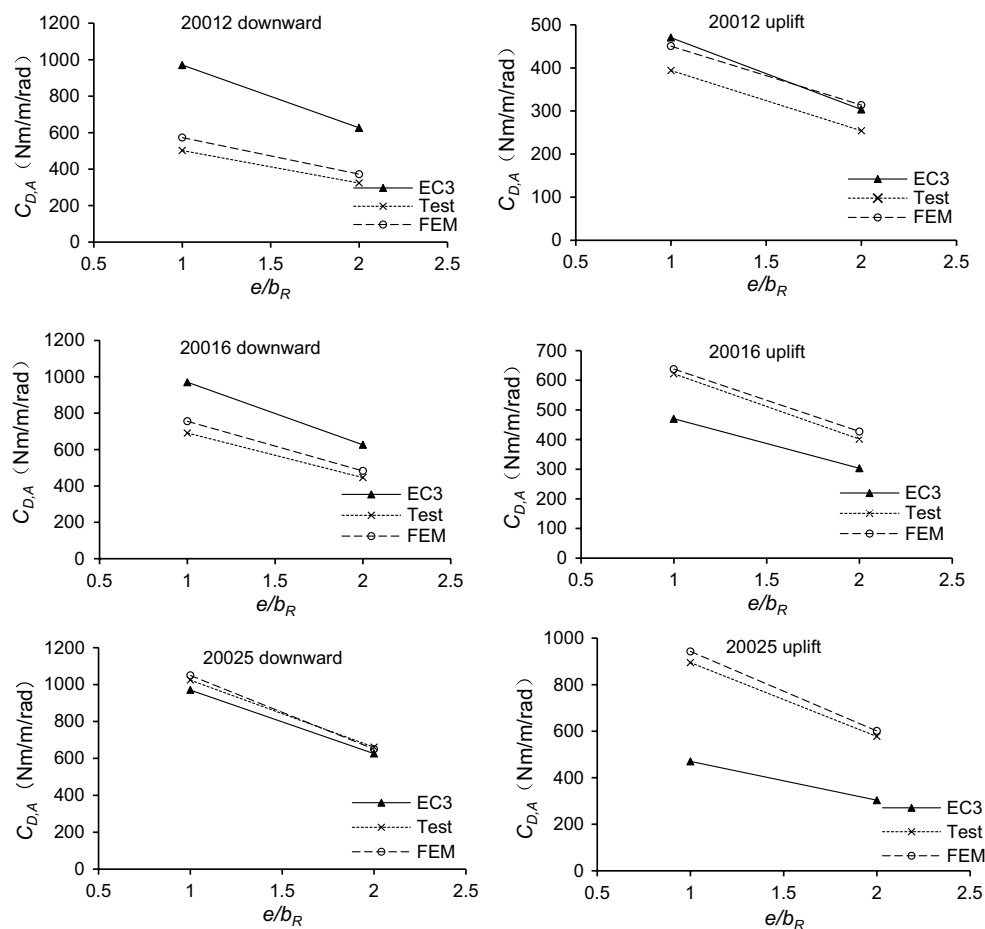 20012 downward
C_{D,A}（Nm/m/rad）
1200
1000
800
600
400
200
0
0.5 1 1.5 2 2.5
e/b_R
EC3
Test
FEM
20012 uplift
C_{D,A}（Nm/m/rad）
500
400
300
200
100
0
0.5 1 1.5 2 2.5
e/b_R
EC3
Test
FEM
20016 downward
C_{D,A}（Nm/m/rad）
1200
1000
800
600
400
200
0
0.5 1 1.5 2 2.5
e/b_R
EC3
Test
FEM
20016 uplift
C_{D,A}（Nm/m/rad）
700
600
500
400
300
200
100
0
0.5 1 1.5 2 2.5
e/b_R
EC3
Test
FEM
20025 downward
C_{D,A}（Nm/m/rad）
1200
1000
800
600
400
200
0
0.5 1 1.5 2 2.5
e/b_R
EC3
Test
FEM
20025 uplift
C_{D,A}（Nm/m/rad）
1000
800
600
400
200
0
0.5 1 1.5 2 2.5
e/b_R
EC3
Test
FEM